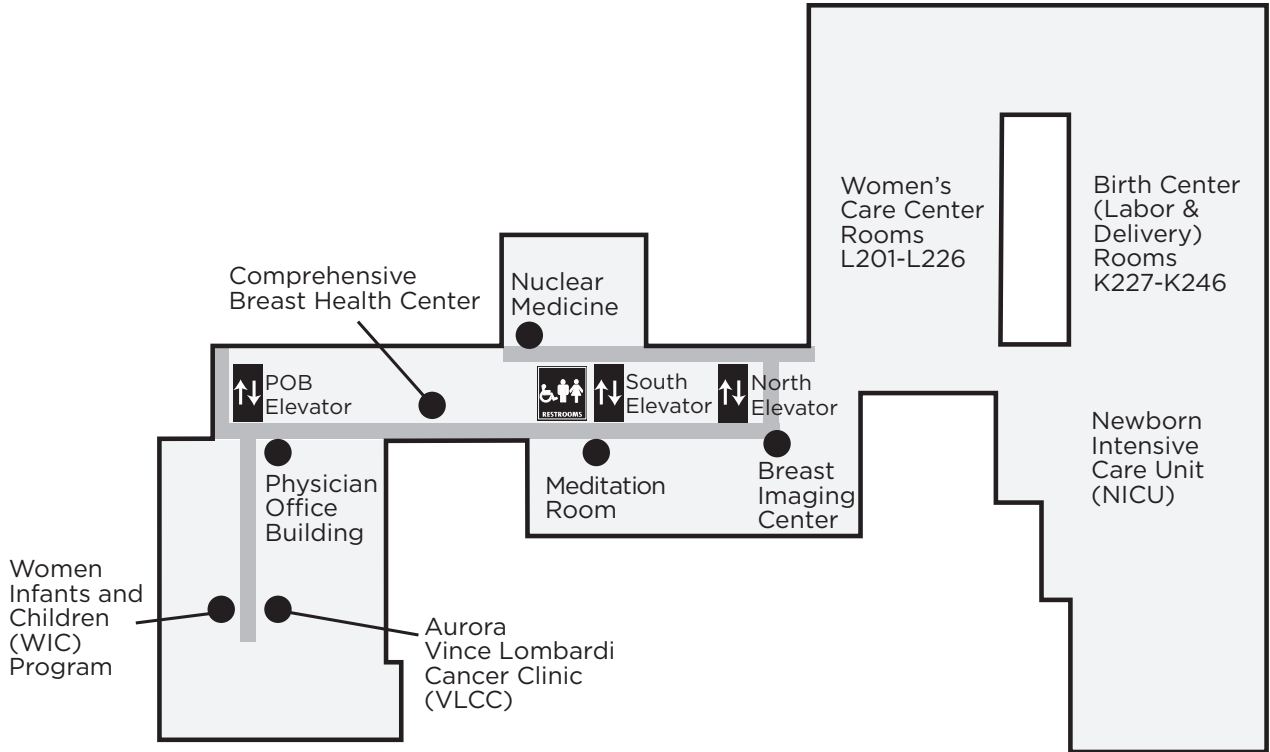 Women's
Care Center
Rooms
L201-L226
Birth Center
(Labor &
Delivery)
Rooms
K227-K246
Comprehensive
Breast Health Center
Nuclear
Medicine
POB
Elevator
RESTROOMS
South
Elevator
North
Elevator
Newborn
Intensive
Care Unit
(NICU)
Physician
Office
Building
Meditation
Room
Breast
Imaging
Center
Women
Infants and
Children
(WIC)
Program
Aurora
Vince Lombardi
Cancer Clinic
(VLCC)